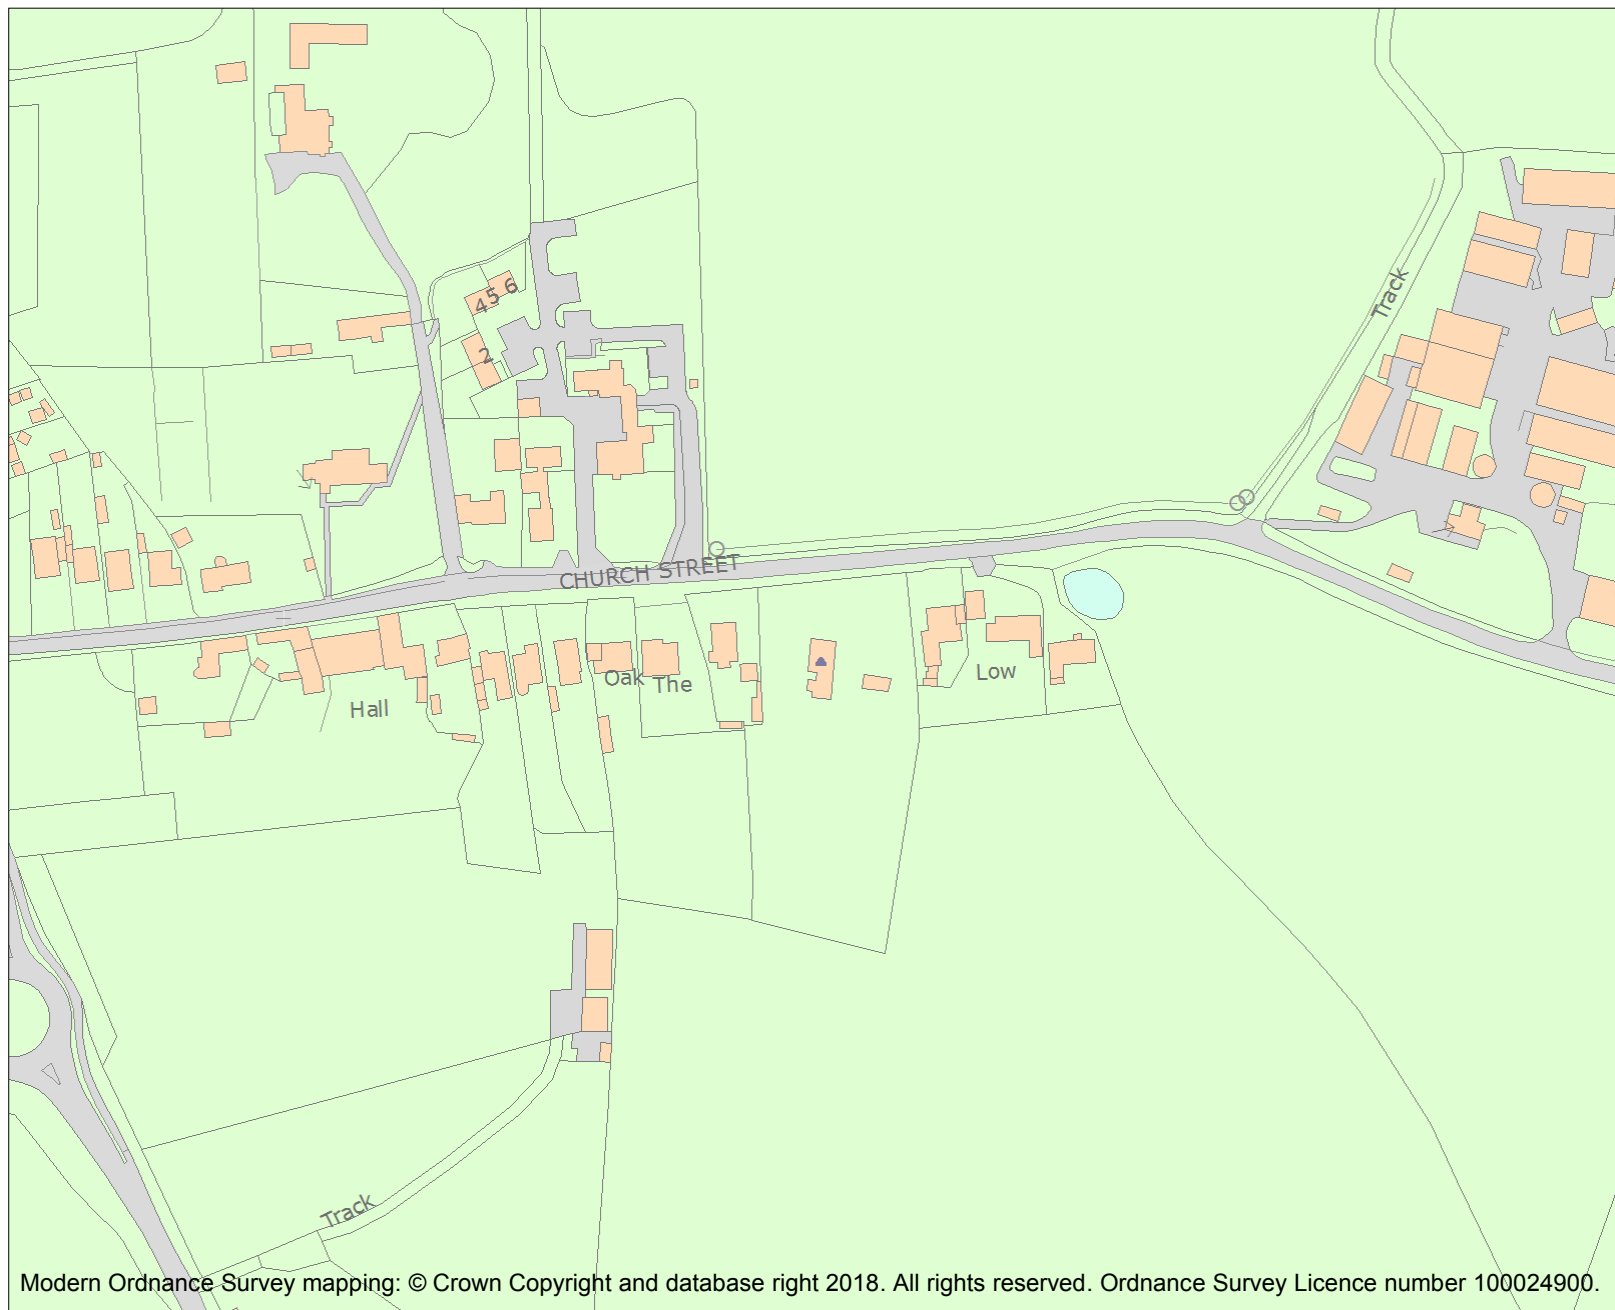 Track
4 5 6
2
CHURCH STREET
Oak
The
Low
Hall
Track
Modern Ordnance Survey mapping: © Crown Copyright and database right 2018. All rights reserved. Ordnance Survey Licence number 100024900.